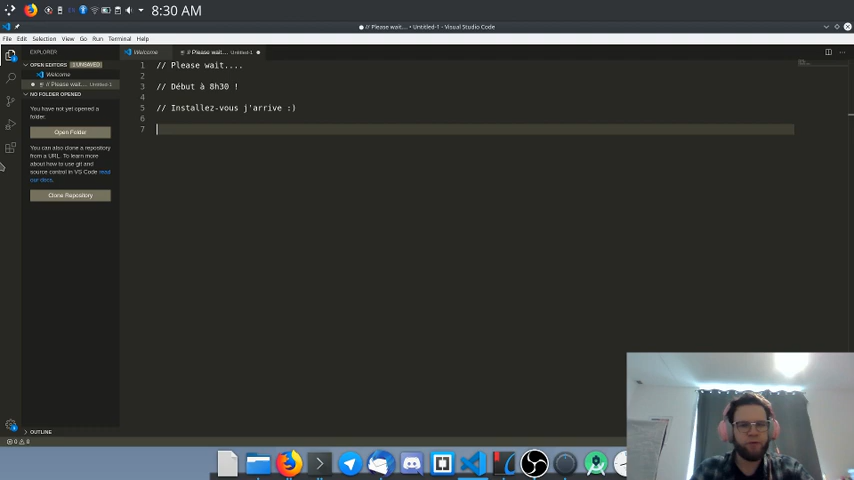 8:30 AM
// Please wait.... • Untitled-1 - Visual Studio Code
File Edit Selection View Go Run Terminal Help
EXPLORER
OPEN EDITORS 1 UNSAVED
Welcome
// Please wait.... Untitled-1
NO FOLDER OPENED
You have not yet opened a
folder.
Open Folder
You can also clone a repository
from a URL. To learn more
about how to use git and
source control in VS Code read
our docs.
Clone Repository
OUTLINE
Welcome
// Please wait.... Untitled-1
1 // Please wait....
2
3 // Début à 8h30 !
4
5 // Installez-vous j'arrive :)
6
7
0 0